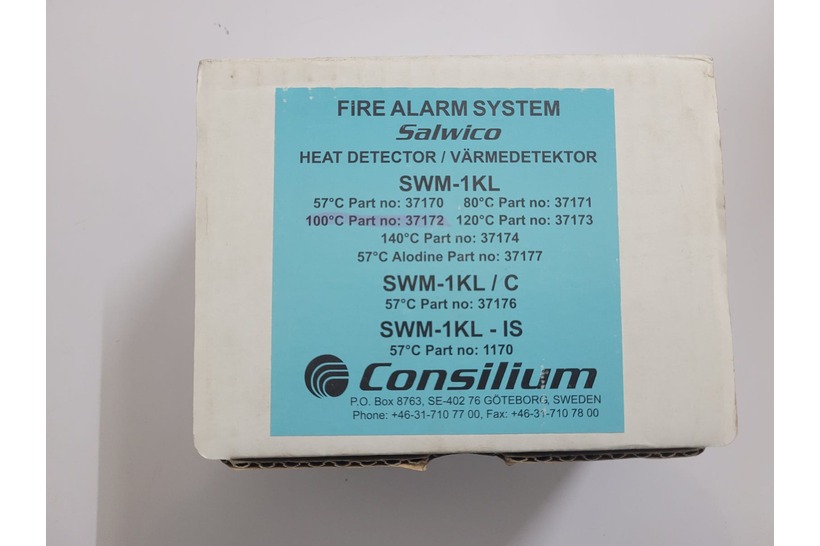 FIRE ALARM SYSTEM
Salwico
HEAT DETECTOR / VÄRMEDETEKTOR
SWM-1KL
57°C Part no: 37170 80°C Part no: 37171
100°C Part no: 37172 120°C Part no: 37173
140°C Part no: 37174
57°C Alodine Part no: 37177
SWM-1KL / C
57°C Part no: 37176
SWM-1KL - IS
57°C Part no: 1170
Consilium
P.O. Box 8763, SE-402 76 GÖTEBORG, SWEDEN
Phone: +46-31-710 77 00, Fax: +46-31-710 78 00